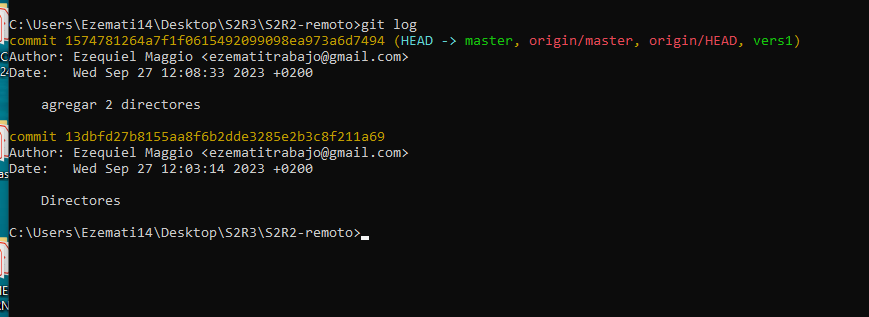 C:\Users\Ezemati14\Desktop\S2R3\S2R2-remoto>git log
commit 1574781264a7f1f0615492099098ea973a6d7494 (HEAD -> master, origin/master, origin/HEAD, vers1)
Author: Ezequiel Maggio <ezematitrabajo@gmail.com>
Date:   Wed Sep 27 12:08:33 2023 +0200
    agregar 2 directores
commit 13dbfd27b8155aa8f6b2dde3285e2b3c8f211a69
Author: Ezequiel Maggio <ezematitrabajo@gmail.com>
Date:   Wed Sep 27 12:03:14 2023 +0200
    Directores
C:\Users\Ezemati14\Desktop\S2R3\S2R2-remoto>